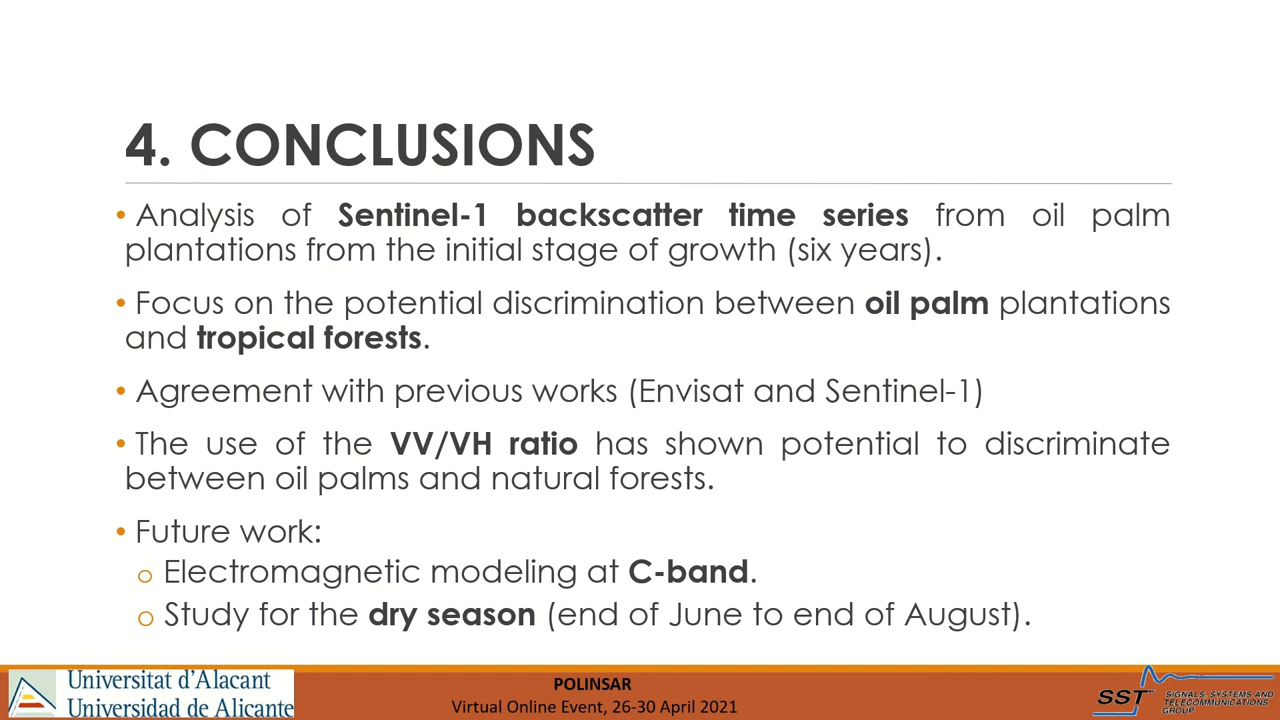 4. CONCLUSIONS
• Analysis of Sentinel-1 backscatter time series from oil palm
plantations from the initial stage of growth (six years).
• Focus on the potential discrimination between oil palm plantations
and tropical forests.
• Agreement with previous works (Envisat and Sentinel-1)
• The use of the VV/VH ratio has shown potential to discriminate
between oil palms and natural forests.
• Future work:
o Electromagnetic modeling at C-band.
o Study for the dry season (end of June to end of August).
Universitat d'Alacant
Universidad de Alicante
POLINSAR
Virtual Online Event, 26-30 April 2021
SST
SIGNALS, SYSTEMS AND
TELECOMMUNICATIONS
GROUP